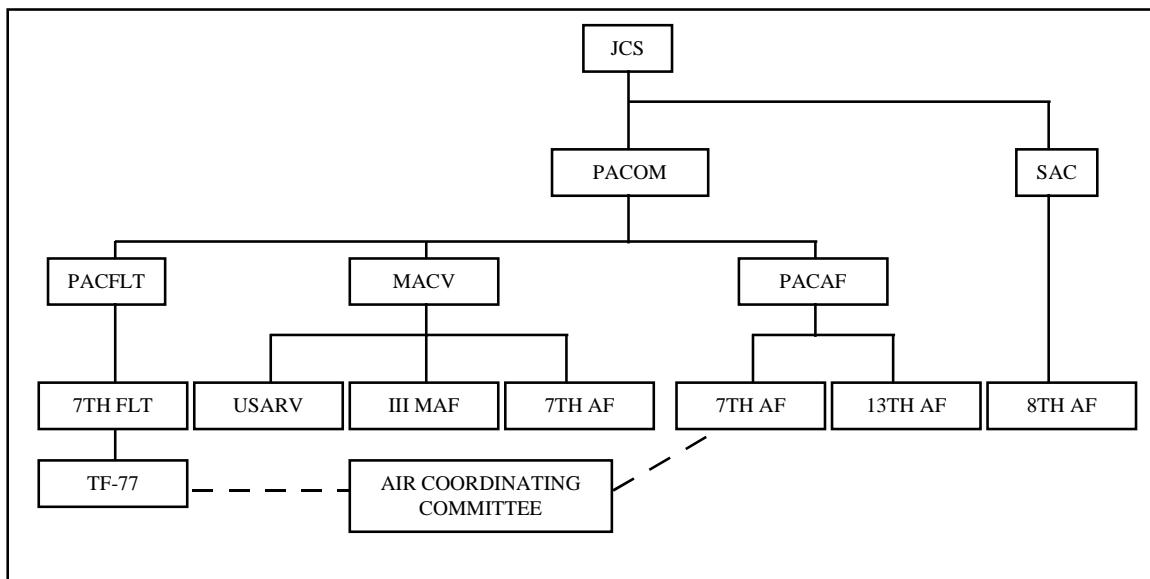 JCS
PACOM
SAC
PACFLT
MACV
PACAF
7TH FLT
USARV
III MAF
7TH AF
7TH AF
13TH AF
8TH AF
TF-77
AIR COORDINATING
COMMITTEE